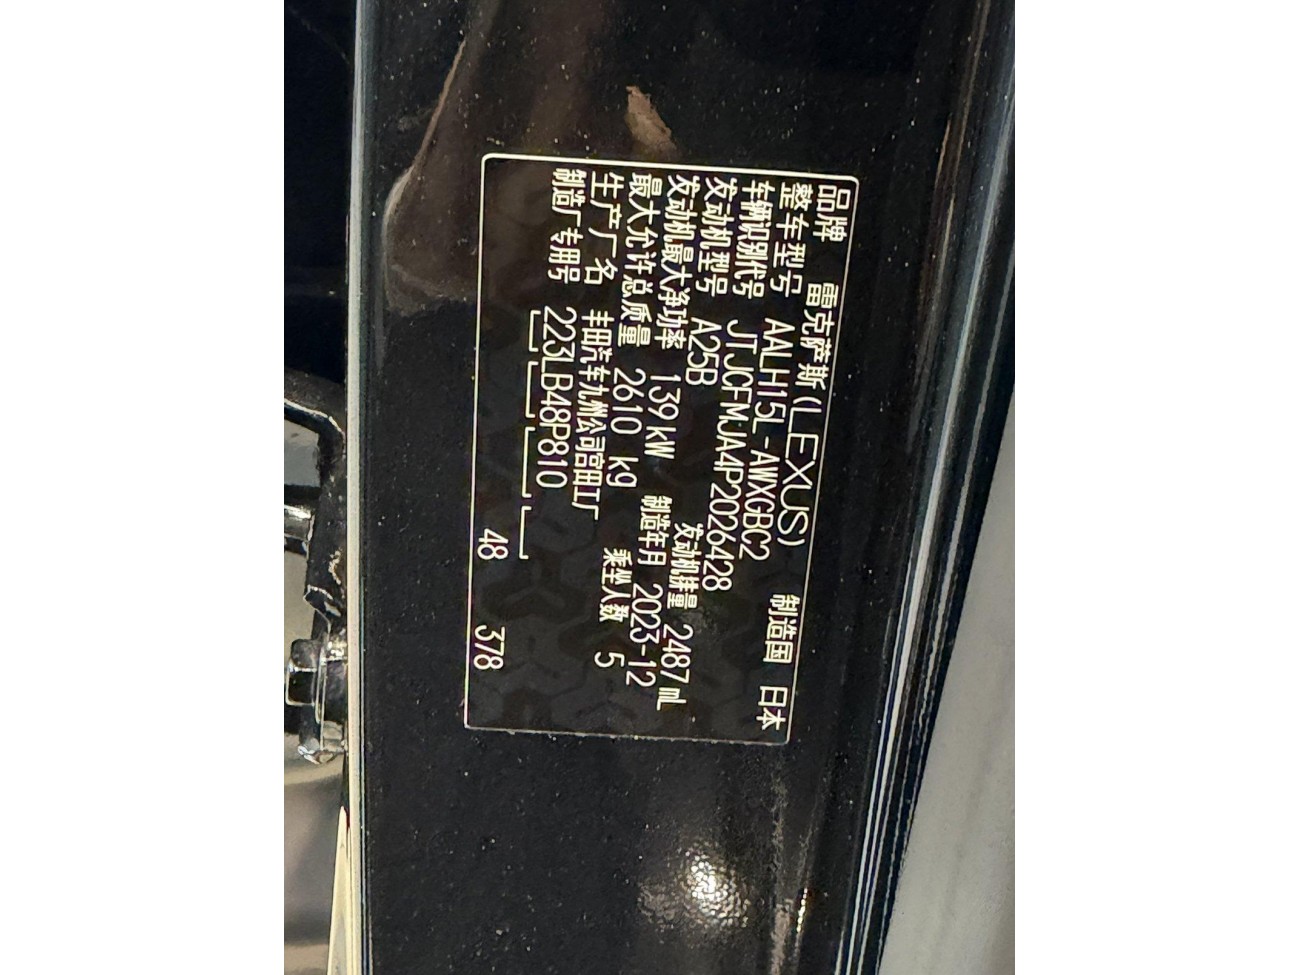 品牌 雷克萨斯(LEXUS) 制造国 日本
整车型号 AALH15L-AWXGBC2
车辆识别代号 JTJCFMJA4P2026428
发动机型号 A25B 发动机排量 2487 mL
发动机最大净功率 139 kW 制造年月 2023-12
最大允许总质量 2610 kg 乘坐人数 5
生产厂名 丰田汽车九州公司宫田工厂
制造厂专用号 223LB48P810
48 378